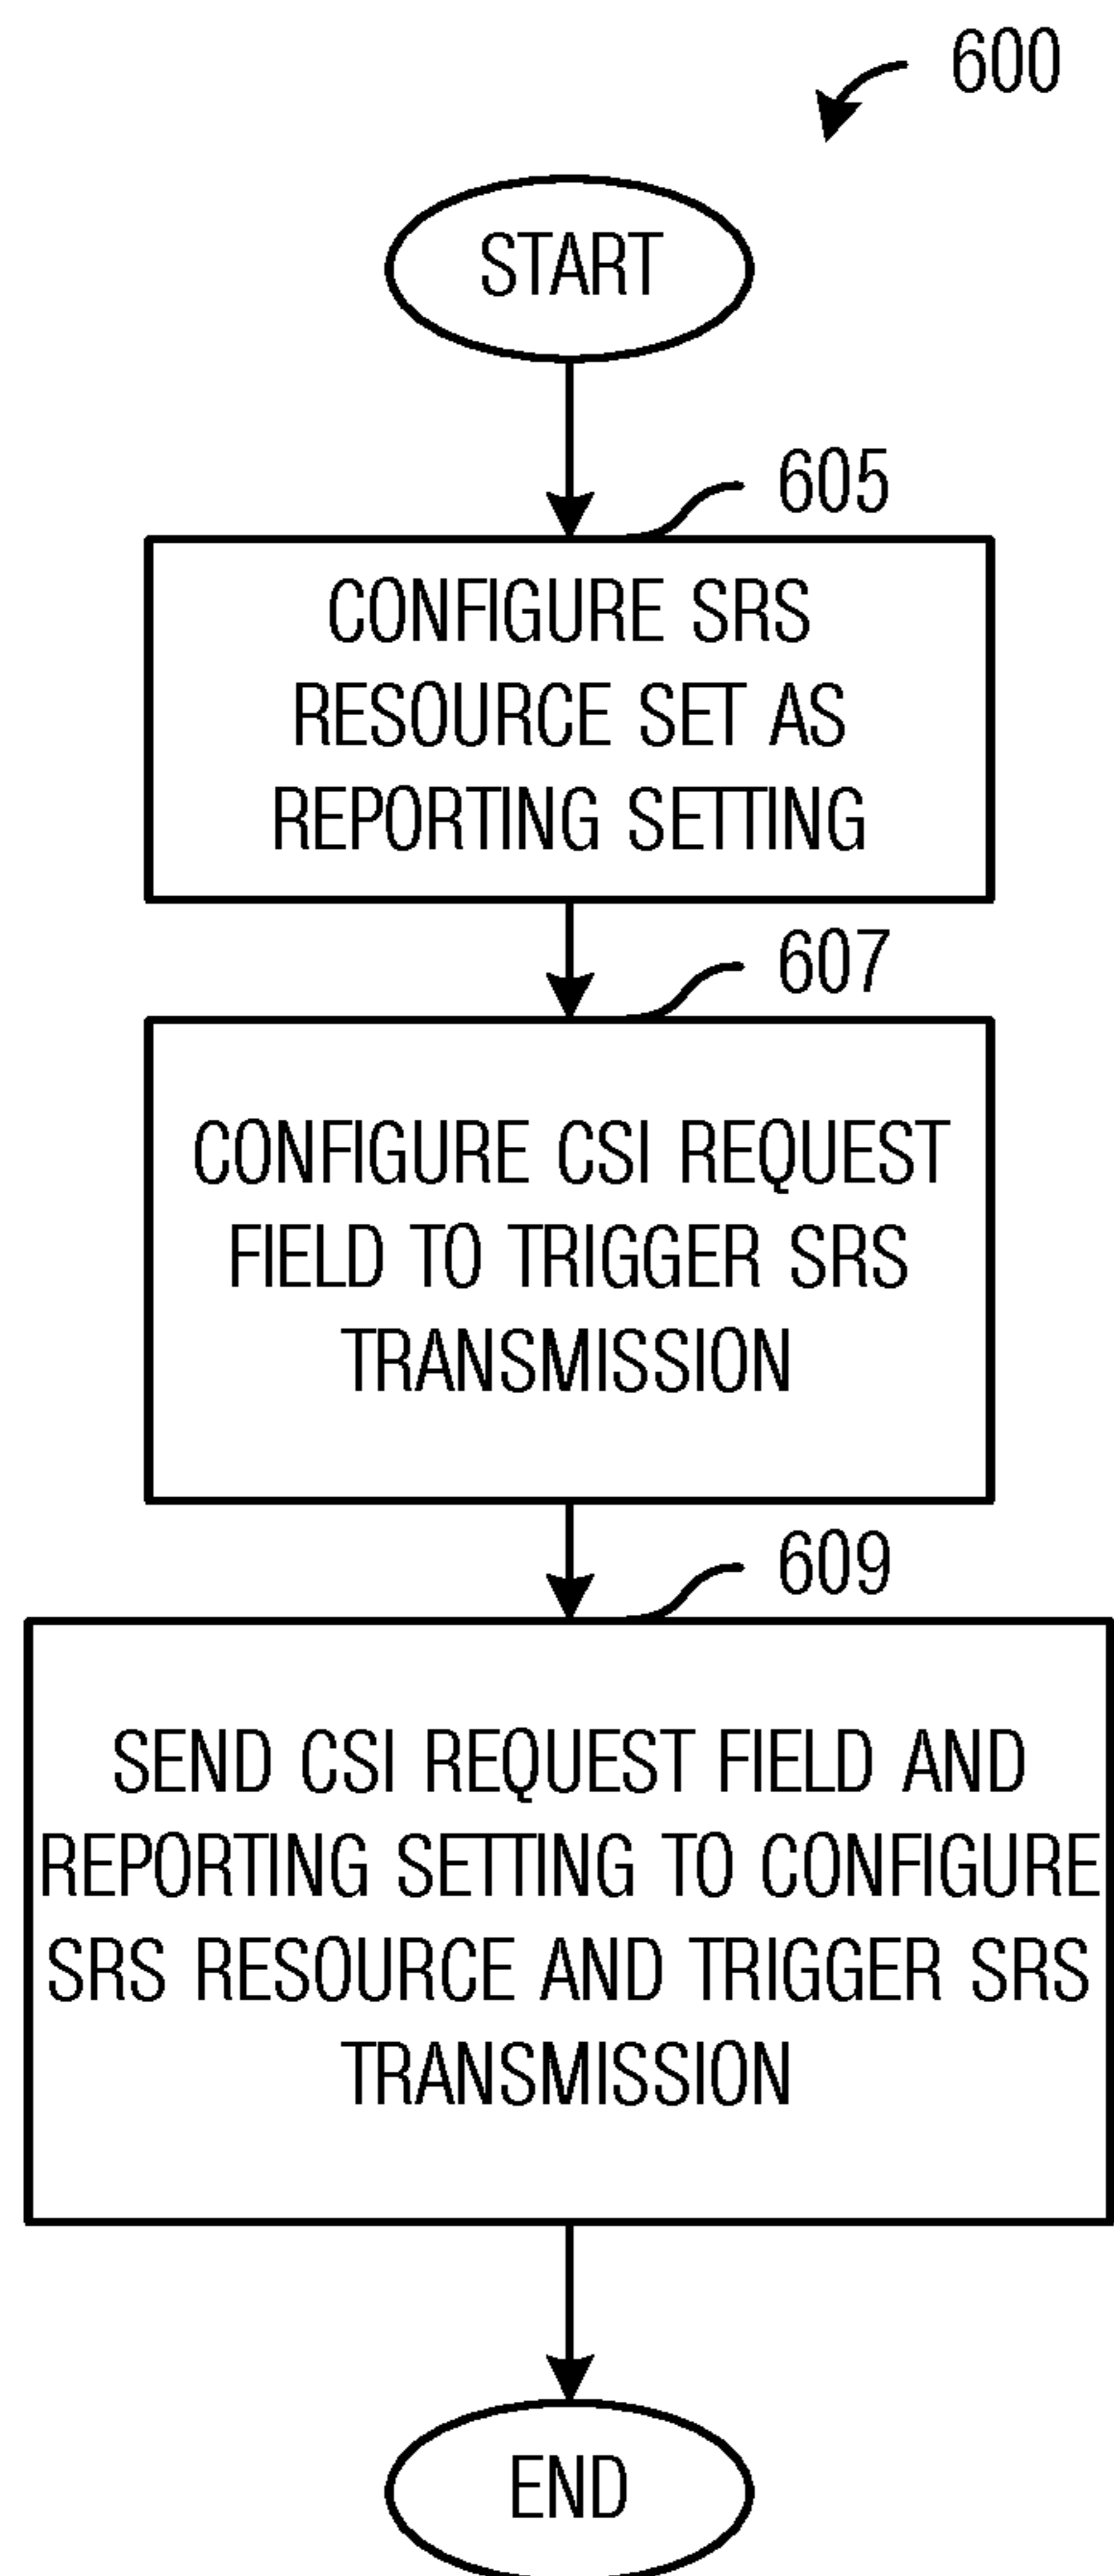 600
START
605
CONFIGURE SRS
RESOURCE SET AS
REPORTING SETTING
607
CONFIGURE CSI REQUEST
FIELD TO TRIGGER SRS
TRANSMISSION
609
SEND CSI REQUEST FIELD AND
REPORTING SETTING TO CONFIGURE
SRS RESOURCE AND TRIGGER SRS
TRANSMISSION
END